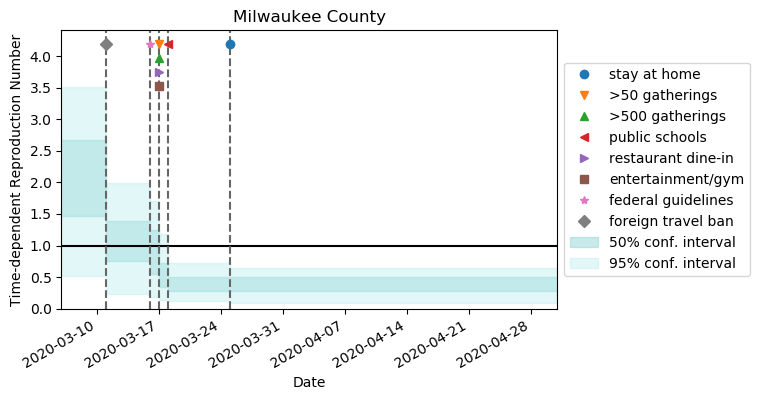 Milwaukee County
Time-dependent Reproduction Number
4.0
3.5
3.0
2.5
2.0
1.5
1.0
0.5
0.0
2020-03-10
2020-03-17
2020-03-24
2020-03-31
2020-04-07
2020-04-14
2020-04-21
2020-04-28
Date
stay at home
>50 gatherings
>500 gatherings
public schools
restaurant dine-in
entertainment/gym
federal guidelines
foreign travel ban
50% conf. interval
95% conf. interval